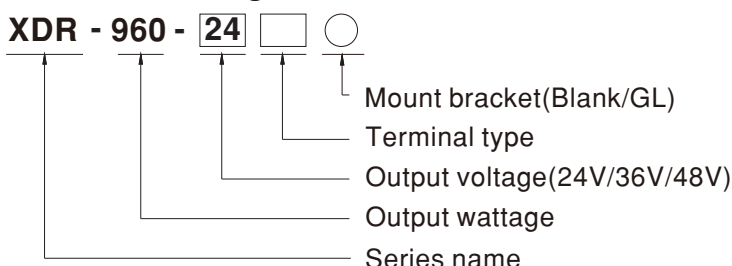 XDR - 960 - 24
Mount bracket(Blank/GL)
Terminal type
Output voltage(24V/36V/48V)
Output wattage
Series name